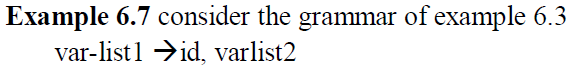 Example 6.7 consider the grammar of example 6.3
var-list1 →id, varlist2